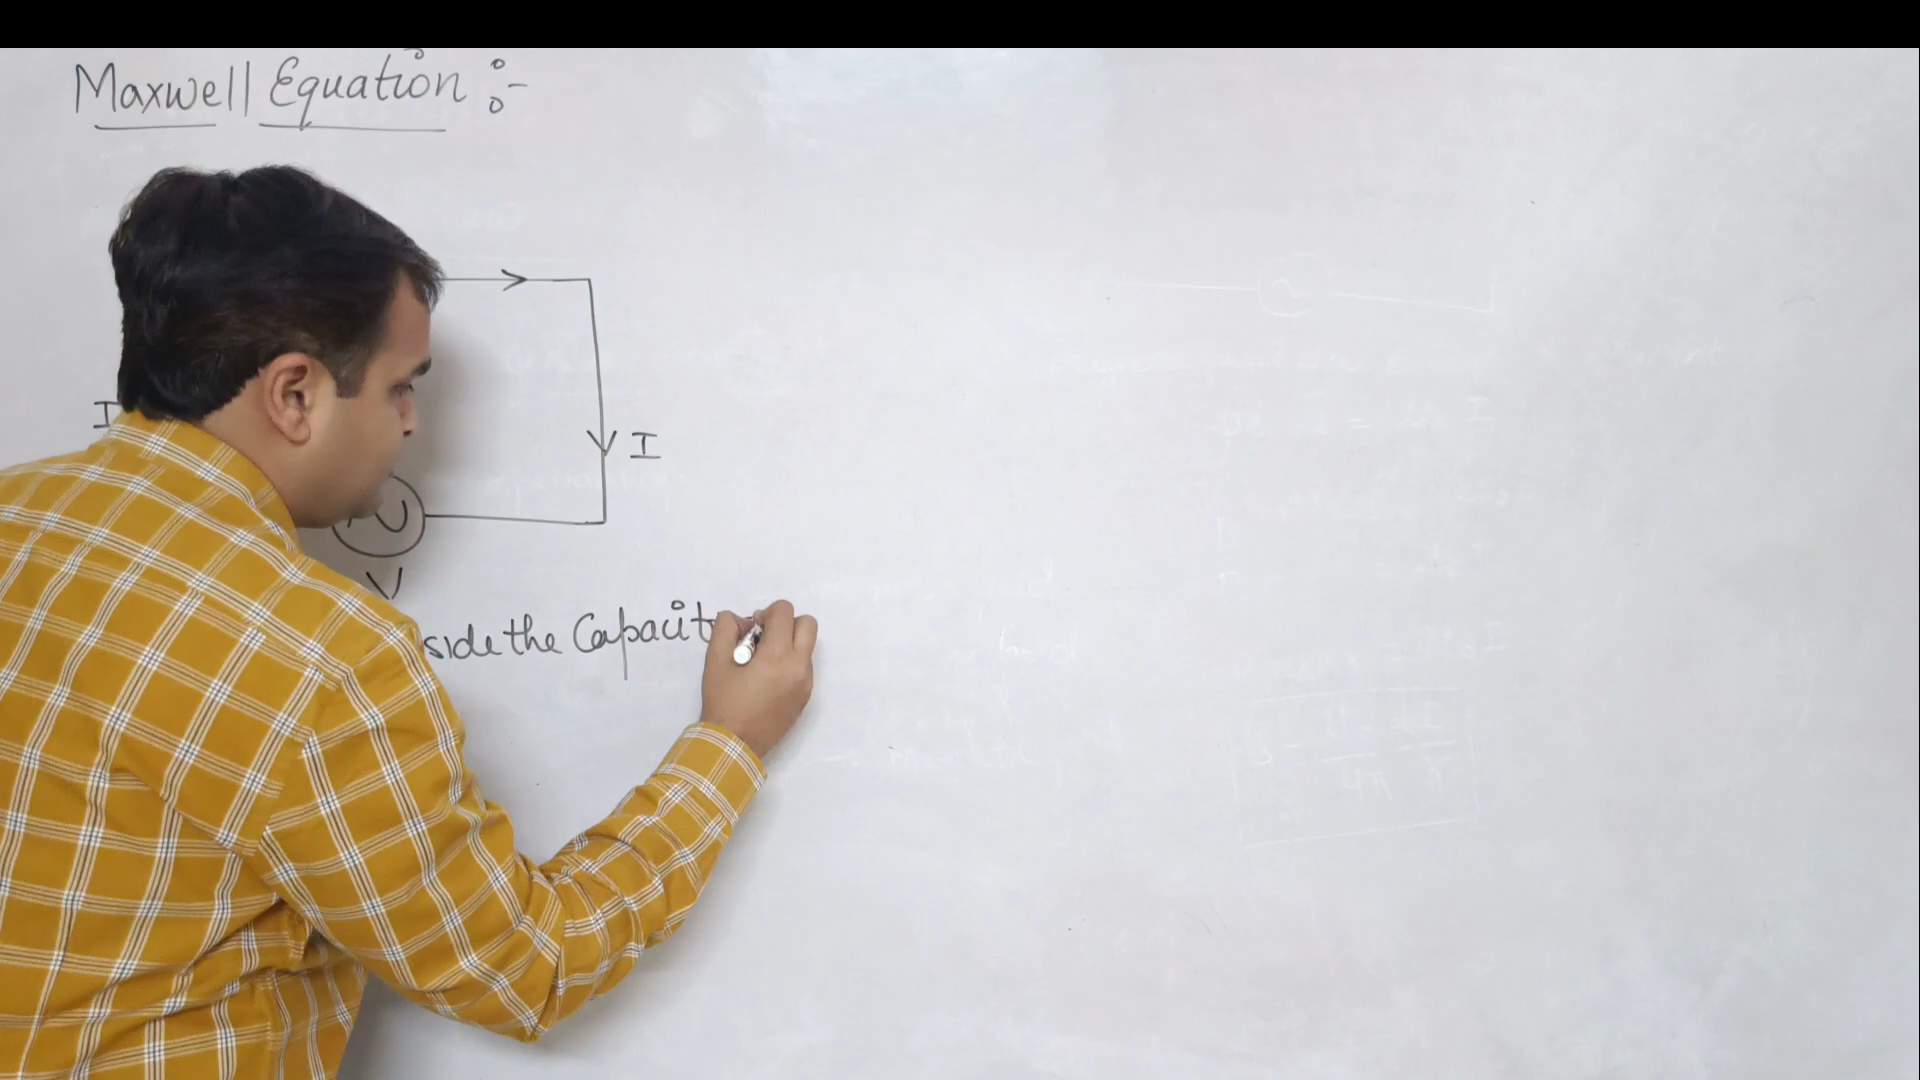 Maxwell Equation :-
I
I
V
side the Capacit